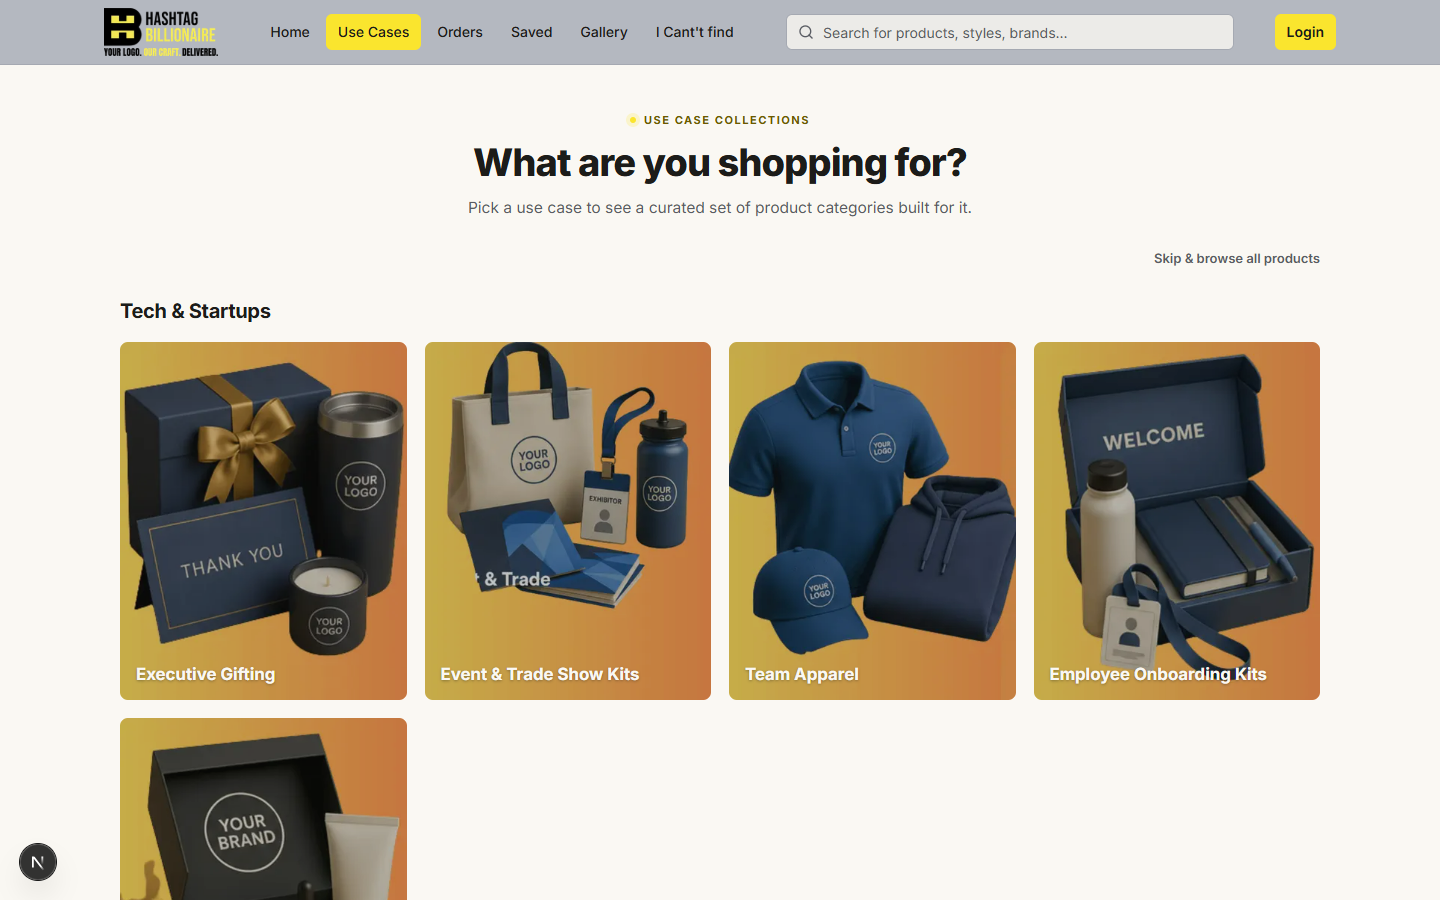 HASHTAG
BILLIONAIRE
YOUR LOGO. OUR CRAFT. DELIVERED.
Home
Use Cases
Orders
Saved
Gallery
I Cant't find
Search for products, styles, brands...
Login
USE CASE COLLECTIONS
What are you shopping for?
Pick a use case to see a curated set of product categories built for it.
Skip & browse all products
Tech & Startups
THANK YOU
YOUR
LOGO
YOUR
LOGO
Executive Gifting
YOUR
LOGO
EXHIBITOR
YOUR
LOGO
t & Trade
Event & Trade Show Kits
YOUR
LOGO
YOUR
LOGO
Team Apparel
WELCOME
Employee Onboarding Kits
YOUR
BRAND
N